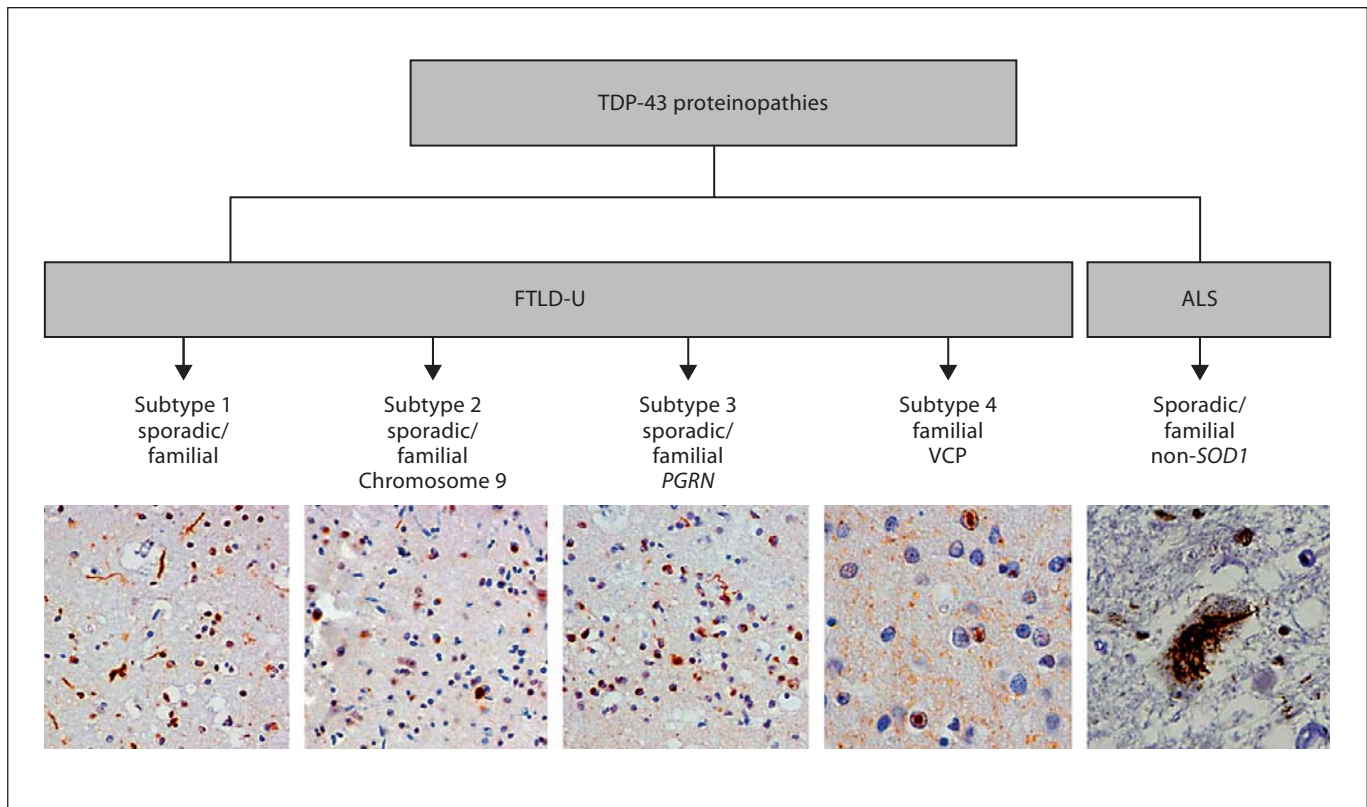 TDP-43 proteinopathies
FTLD-U
ALS
Subtype 1
sporadic/
familial
Subtype 2
sporadic/
familial
Chromosome 9
Subtype 3
sporadic/
familial
PGRN
Subtype 4
familial
VCP
Sporadic/
familial
non-SOD1